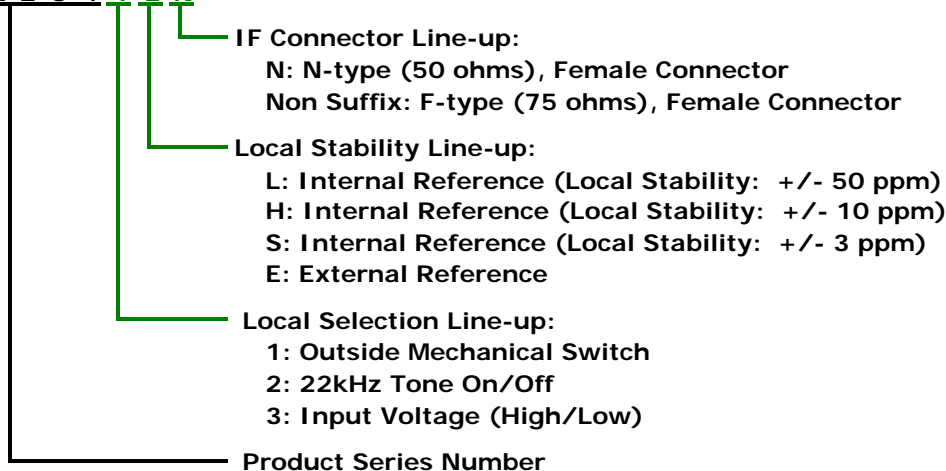 IF Connector Line-up:
N: N-type (50 ohms), Female Connector
Non Suffix: F-type (75 ohms), Female Connector
Local Stability Line-up:
L: Internal Reference (Local Stability: +/- 50 ppm)
H: Internal Reference (Local Stability: +/- 10 ppm)
S: Internal Reference (Local Stability: +/- 3 ppm)
E: External Reference
Local Selection Line-up:
1: Outside Mechanical Switch
2: 22kHz Tone On/Off
3: Input Voltage (High/Low)
Product Series Number